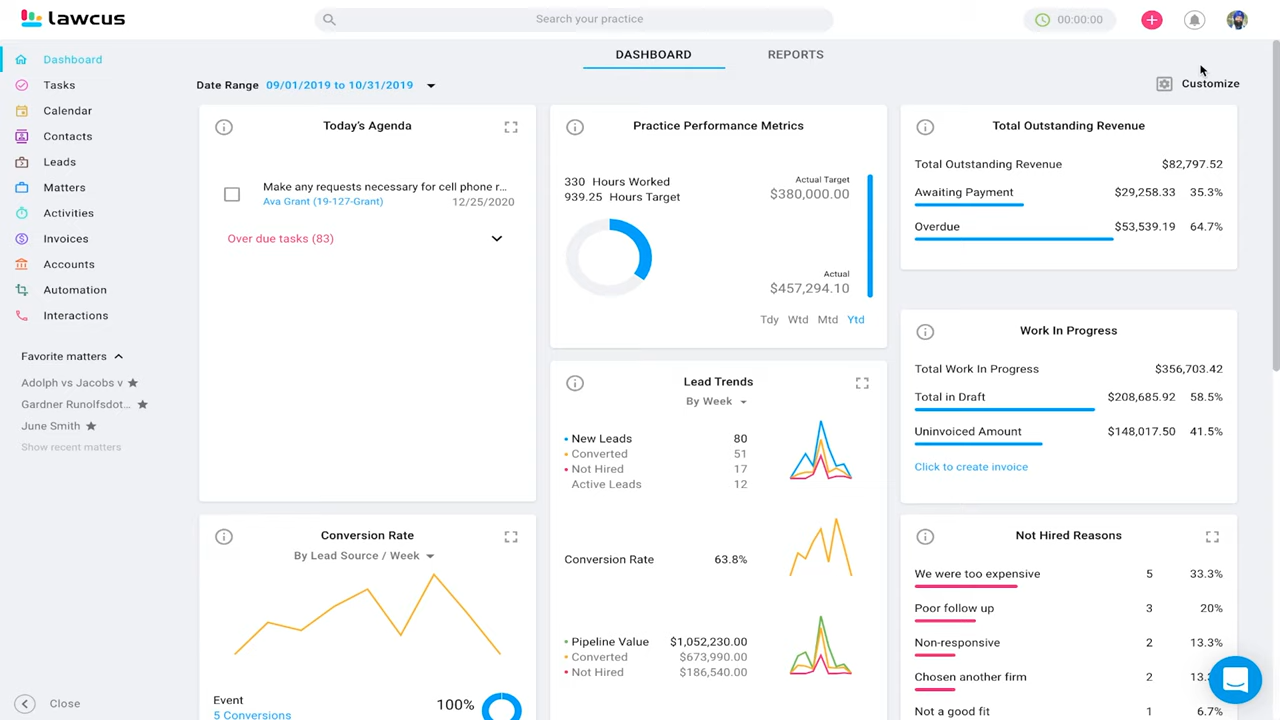 lawcus
Search your practice
00:00:00
Dashboard
Tasks
Calendar
Contacts
Leads
Matters
Activities
Invoices
Accounts
Automation
Interactions
Favorite matters
Adolph vs Jacobs v
Gardner Runolfsdot...
June Smith
Show recent matters
Close
DASHBOARD REPORTS
Date Range 09/01/2019 to 10/31/2019
Customize
Today's Agenda
Make any requests necessary for cell phone r...
Ava Grant (19-127-Grant) 12/25/2020
Over due tasks (83)
Conversion Rate
By Lead Source / Week
Event 100%
5 Conversions
Practice Performance Metrics
330 Hours Worked
939.25 Hours Target
Actual Target
$380,000.00
Actual
$457,294.10
Tdy Wtd Mtd Ytd
Lead Trends
By Week
New Leads 80
Converted 51
Not Hired 17
Active Leads 12
Conversion Rate 63.8%
Pipeline Value $1,052,230.00
Converted $673,990.00
Not Hired $186,540.00
Total Outstanding Revenue
Total Outstanding Revenue $82,797.52
Awaiting Payment $29,258.33 35.3%
Overdue $53,539.19 64.7%
Work In Progress
Total Work In Progress $356,703.42
Total in Draft $208,685.92 58.5%
Uninvoiced Amount $148,017.50 41.5%
Click to create invoice
Not Hired Reasons
We were too expensive 5 33.3%
Poor follow up 3 20%
Non-responsive 2 13.3%
Chosen another firm 2
Not a good fit 1 6.7%